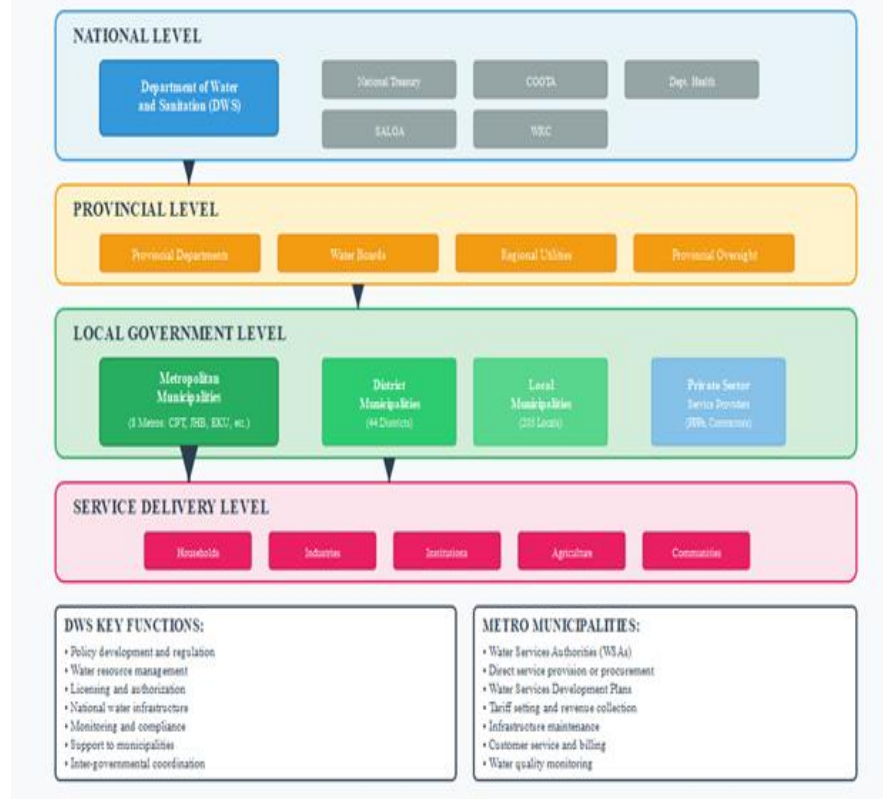 NATIONAL LEVEL
Department of Water
and Sanitation (DWS)
National Treasury
COGTA
Dept. Health
SALGA
WRC
PROVINCIAL LEVEL
Provincial Departments
Water Boards
Regional Utilities
Provincial Oversight
LOCAL GOVERNMENT LEVEL
Metropolitan
Municipalities
(8 Metros: CPT, JHB, EKU, etc.)
District
Municipalities
(44 Districts)
Local
Municipalities
(205 Locals)
Private Sector
Service Providers
Contractors)
SERVICE DELIVERY LEVEL
Households
Industries
Institutions
Agriculture
Communities
DWS KEY FUNCTIONS:
• Policy development and regulation
• Water resource management
• Licensing and authorization
• National water infrastructure
• Monitoring and compliance
• Support to municipalities
• Inter-governmental coordination
METRO MUNICIPALITIES:
• Water Services Authorities (WSAs)
• Direct service provision or procurement
• Water Services Development Plans
• Tariff setting and revenue collection
• Infrastructure maintenance
• Customer service and billing
• Water quality monitoring